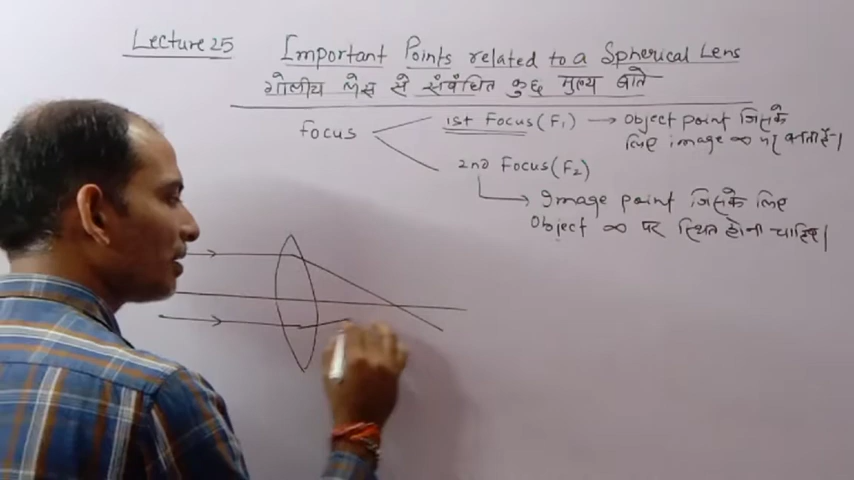 Lecture 25
Important Points related to a Spherical Lens
गोलीय लेंस से संबंधित कुछ मुख्य बाते
focus
1st Focus (F1) → Object point जिसके
लिए image ∞ पर बनती है।
2nd Focus (F2)
→ Image point जिसके लिए
Object ∞ पर स्थित होना चाहिए।